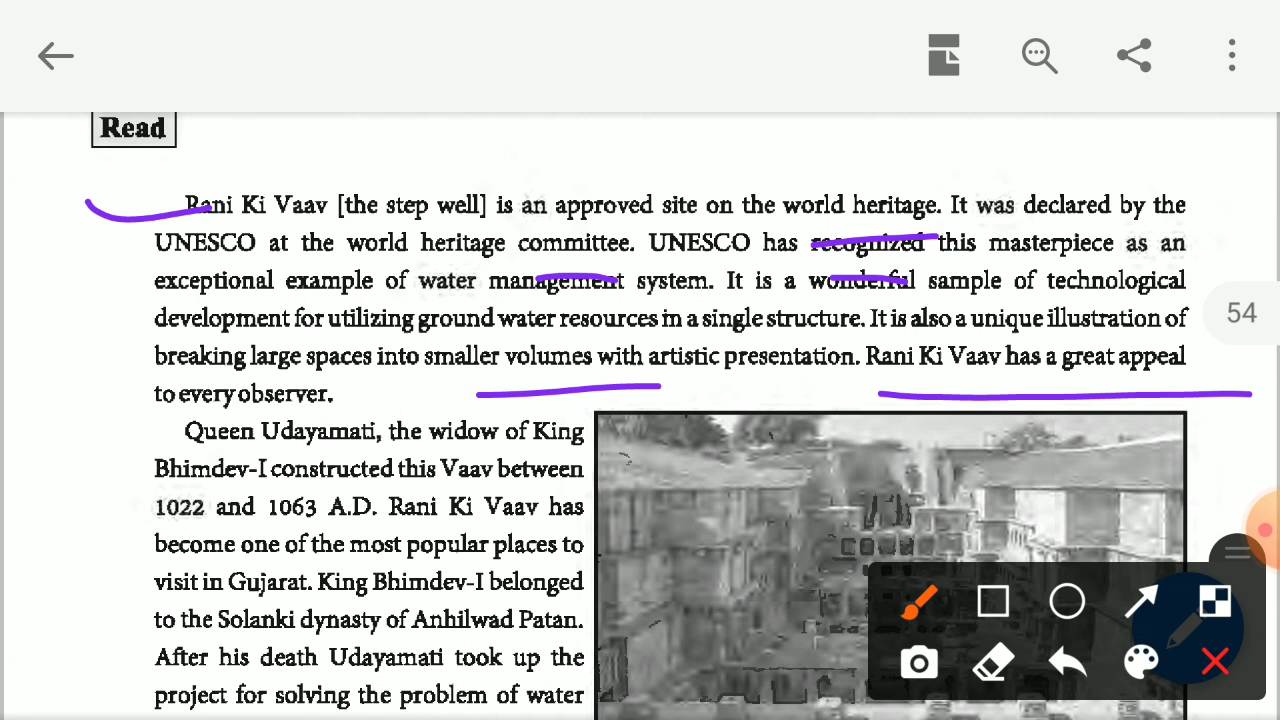 Read
Rani Ki Vaav [the step well] is an approved site on the world heritage. It was declared by the
UNESCO at the world heritage committee. UNESCO has recognized this masterpiece as an
exceptional example of water management system. It is a wonderful sample of technological
development for utilizing ground water resources in a single structure. It is also a unique illustration of
breaking large spaces into smaller volumes with artistic presentation. Rani Ki Vaav has a great appeal
to every observer.
Queen Udayamati, the widow of King
Bhimdev-I constructed this Vaav between
1022 and 1063 A.D. Rani Ki Vaav has
become one of the most popular places to
visit in Gujarat. King Bhimdev-I belonged
to the Solanki dynasty of Anhilwad Patan.
After his death Udayamati took up the
project for solving the problem of water
54